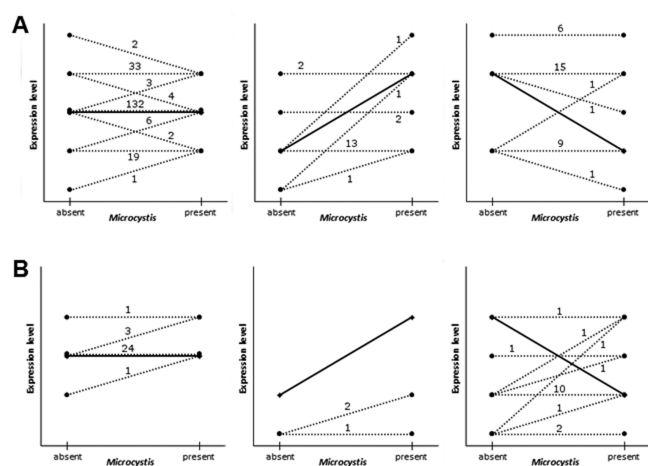 A
Expression level
2
33
3
4
132
6
2
19
1
absent
present
Microcystis
Expression level
1
2
1
2
13
1
absent
present
Microcystis
Expression level
6
15
1
1
9
1
absent
present
Microcystis
B
Expression level
1
3
24
1
absent
present
Microcystis
Expression level
2
1
absent
present
Microcystis
Expression level
1
1
1
1
1
10
1
2
absent
present
Microcystis